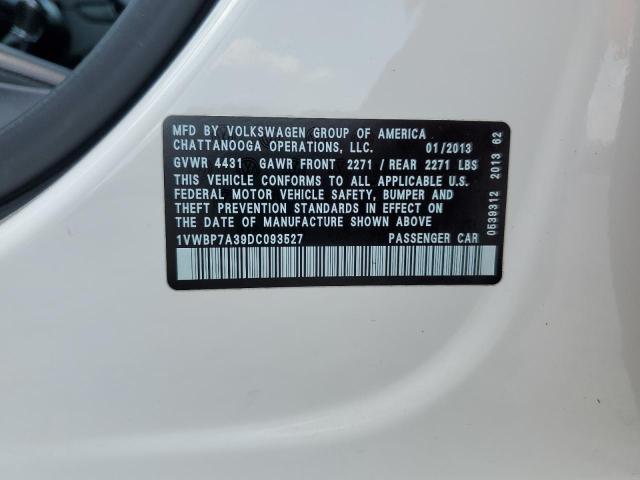 MFD BY VOLKSWAGEN GROUP OF AMERICA
CHATTANOOGA OPERATIONS, LLC. 01/2013
GVWR 4431 GAWR FRONT 2271 / REAR 2271 LBS
THIS VEHICLE CONFORMS TO ALL APPLICABLE U.S.
FEDERAL MOTOR VEHICLE SAFETY, BUMPER, AND
THEFT PREVENTION STANDARDS IN EFFECT ON
THE DATE OF MANUFACTURE SHOWN ABOVE
1VWBP7A39DC093527 PASSENGER CAR
0539312 2013 62